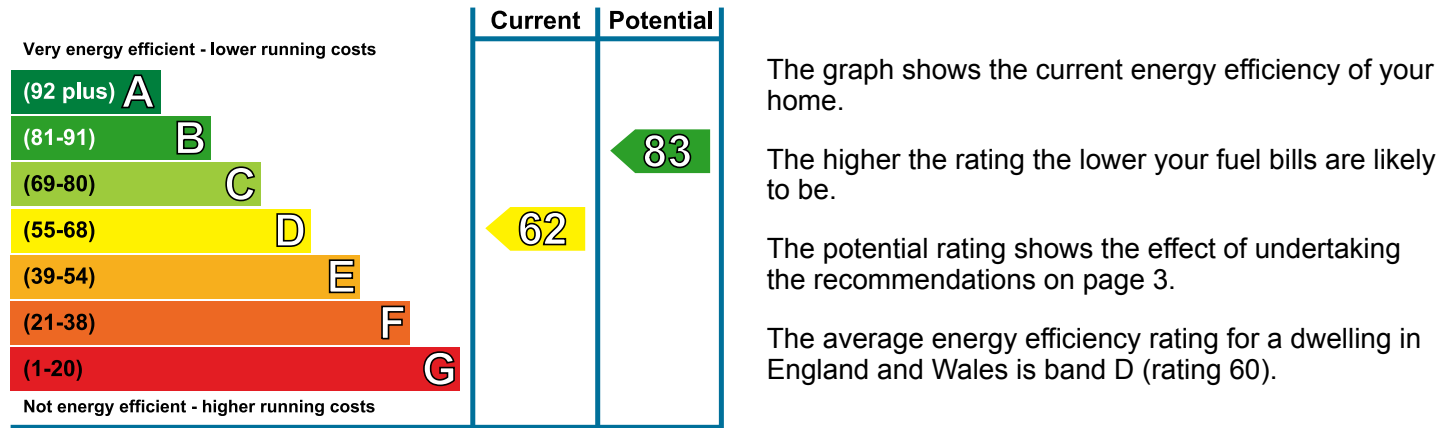 Current Potential
Very energy efficient - lower running costs
(92 plus) A
(81-91) B
83
(69-80) C
(55-68) D
62
(39-54) E
(21-38) F
(1-20) G
Not energy efficient - higher running costs
The graph shows the current energy efficiency of your
home.
The higher the rating the lower your fuel bills are likely
to be.
The potential rating shows the effect of undertaking
the recommendations on page 3.
The average energy efficiency rating for a dwelling in
England and Wales is band D (rating 60).